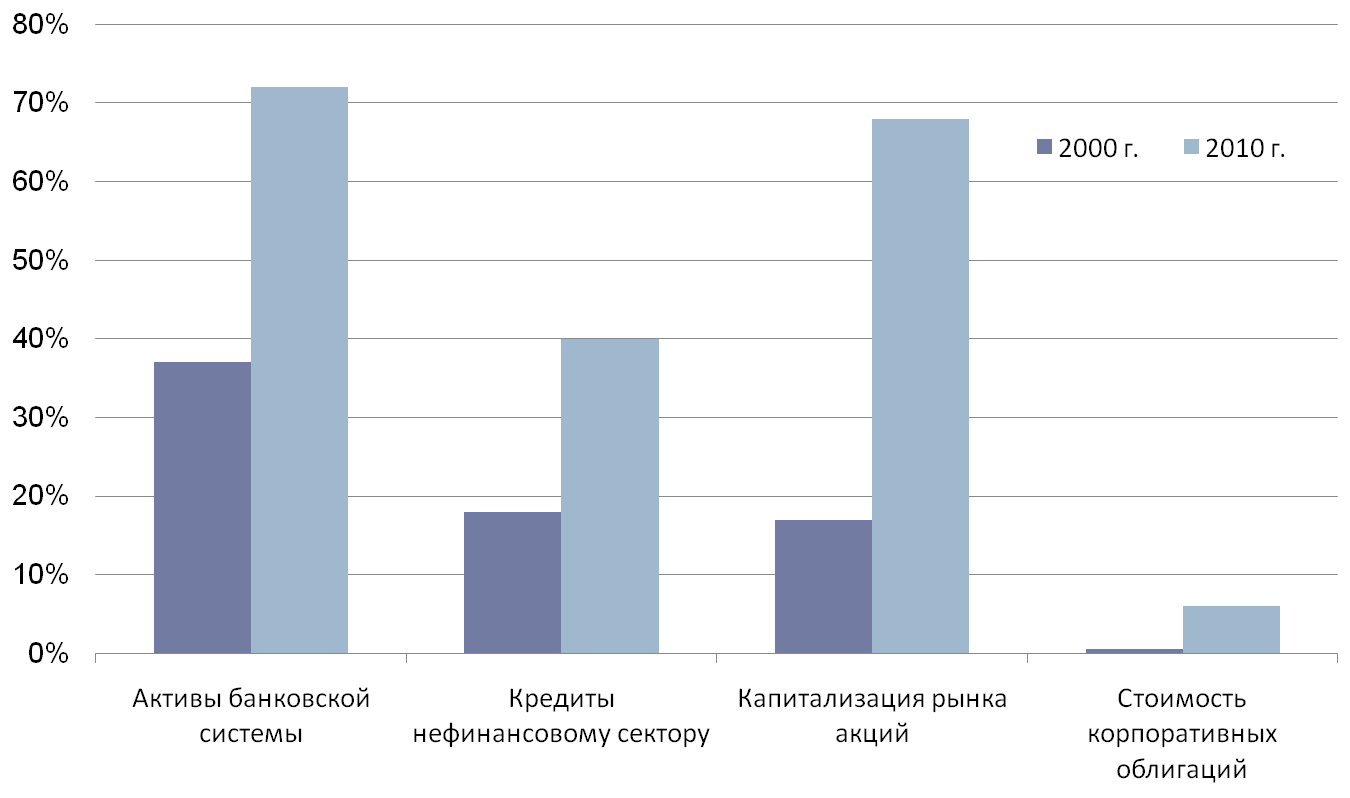 80%
70%
60%
50%
40%
30%
20%
10%
0%
2000 г.
2010 г.
Активы банковской
системы
Кредиты
нефинансовому сектору
Капитализация рынка
акций
Стоимость
корпоративных
облигаций